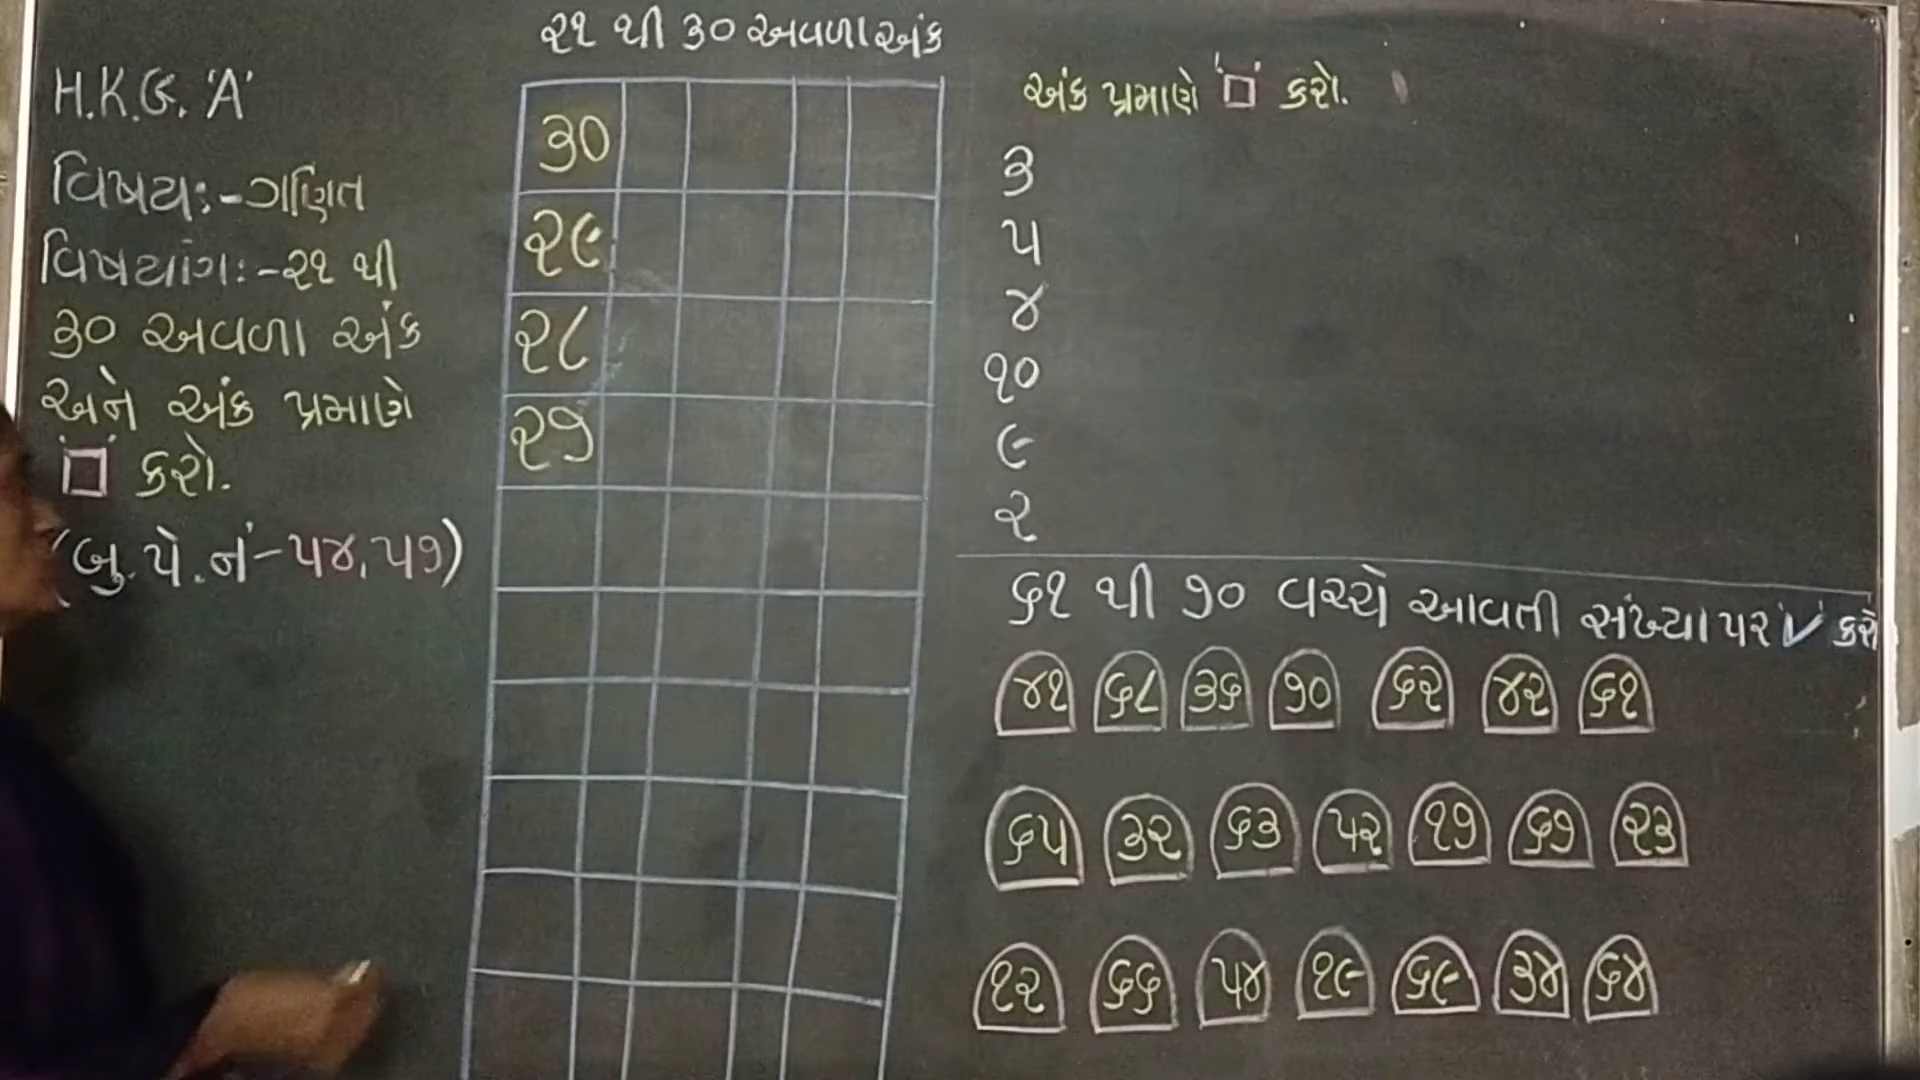 H.K.G. 'A'
વિષય:-ગણિત
વિષયાંગ:-૨૧ થી
૩૦ અવળા અંક
અને અંક પ્રમાણે
'□' કરો.
(બુ.પે.નં-૫૪,૫૭)
૨૧ થી ૩૦ અવળા અંક
૩૦
૨૯
૨૮
૨૭
અંક પ્રમાણે '□' કરો.
૩
૫
૪
૧૦
૯
૨
૬૧ થી ૭૦ વચ્ચે આવતી સંખ્યા પર '✓' કરો
૪૧ ૬૮ ૩૬ ૭૦ ૬૨ ૪૨ ૬૧
૬૫ ૩૨ ૬૩ ૫૨ ૧૭ ૬૭ ૨૩
૧૨ ૬૬ ૫૪ ૧૯ ૬૯ ૩૪ ૬૪